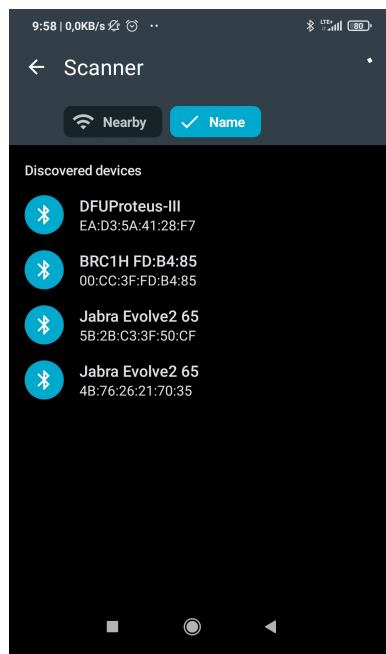 9:58 | 0,0KB/s
LTE+
80
Scanner
Nearby
Name
Discovered devices
DFUProteus-III
EA:D3:5A:41:28:F7
BRC1H FD:B4:85
00:CC:3F:FD:B4:85
Jabra Evolve2 65
5B:2B:C3:3F:50:CF
Jabra Evolve2 65
4B:76:26:21:70:35